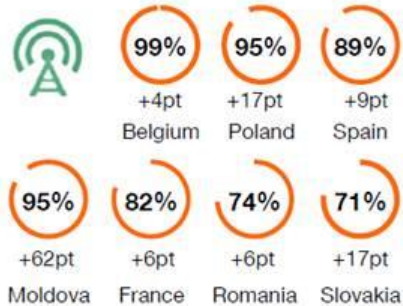 99% 95% 89%
+4pt +17pt +9pt
Belgium Poland Spain
95% 82% 74% 71%
+62pt +6pt +6pt +17pt
Moldova France Romania Slovakia